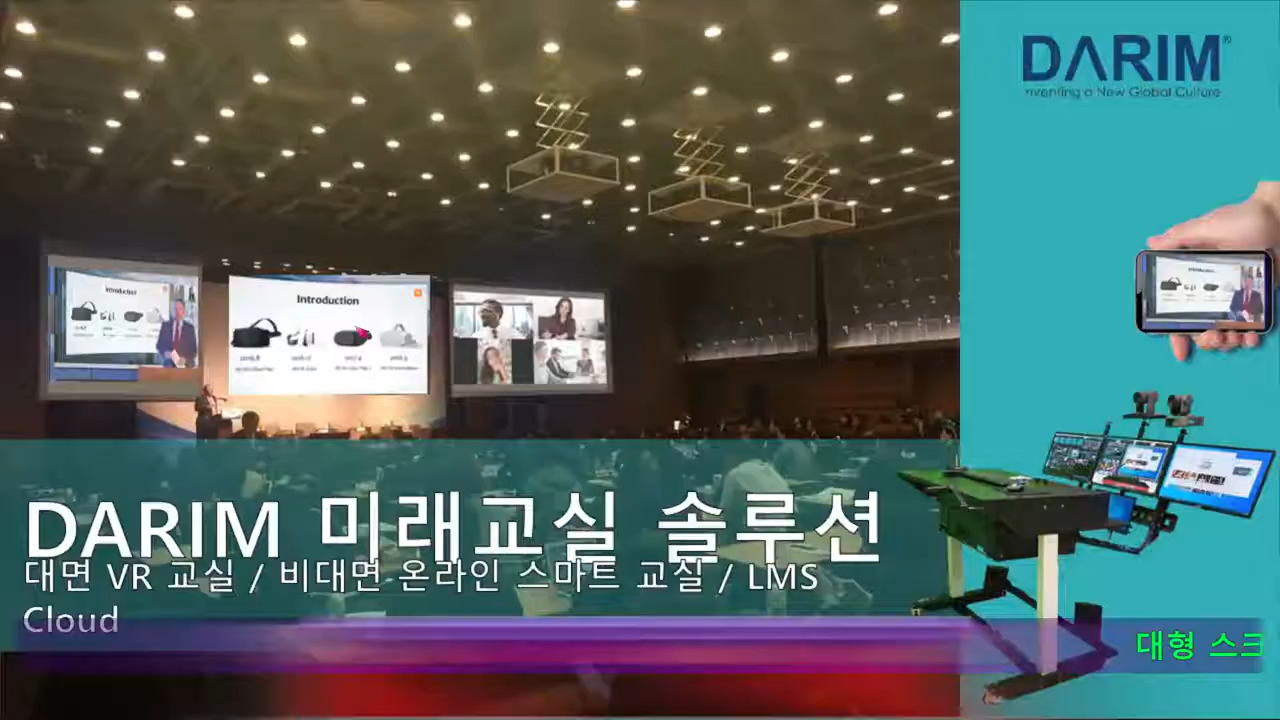 DARIM®
Inventing a New Global Culture
Introduction
Introduction
DARIM 미래교실 솔루션
대면 VR 교실 / 비대면 온라인 스마트 교실 / LMS
Cloud
대형 스크